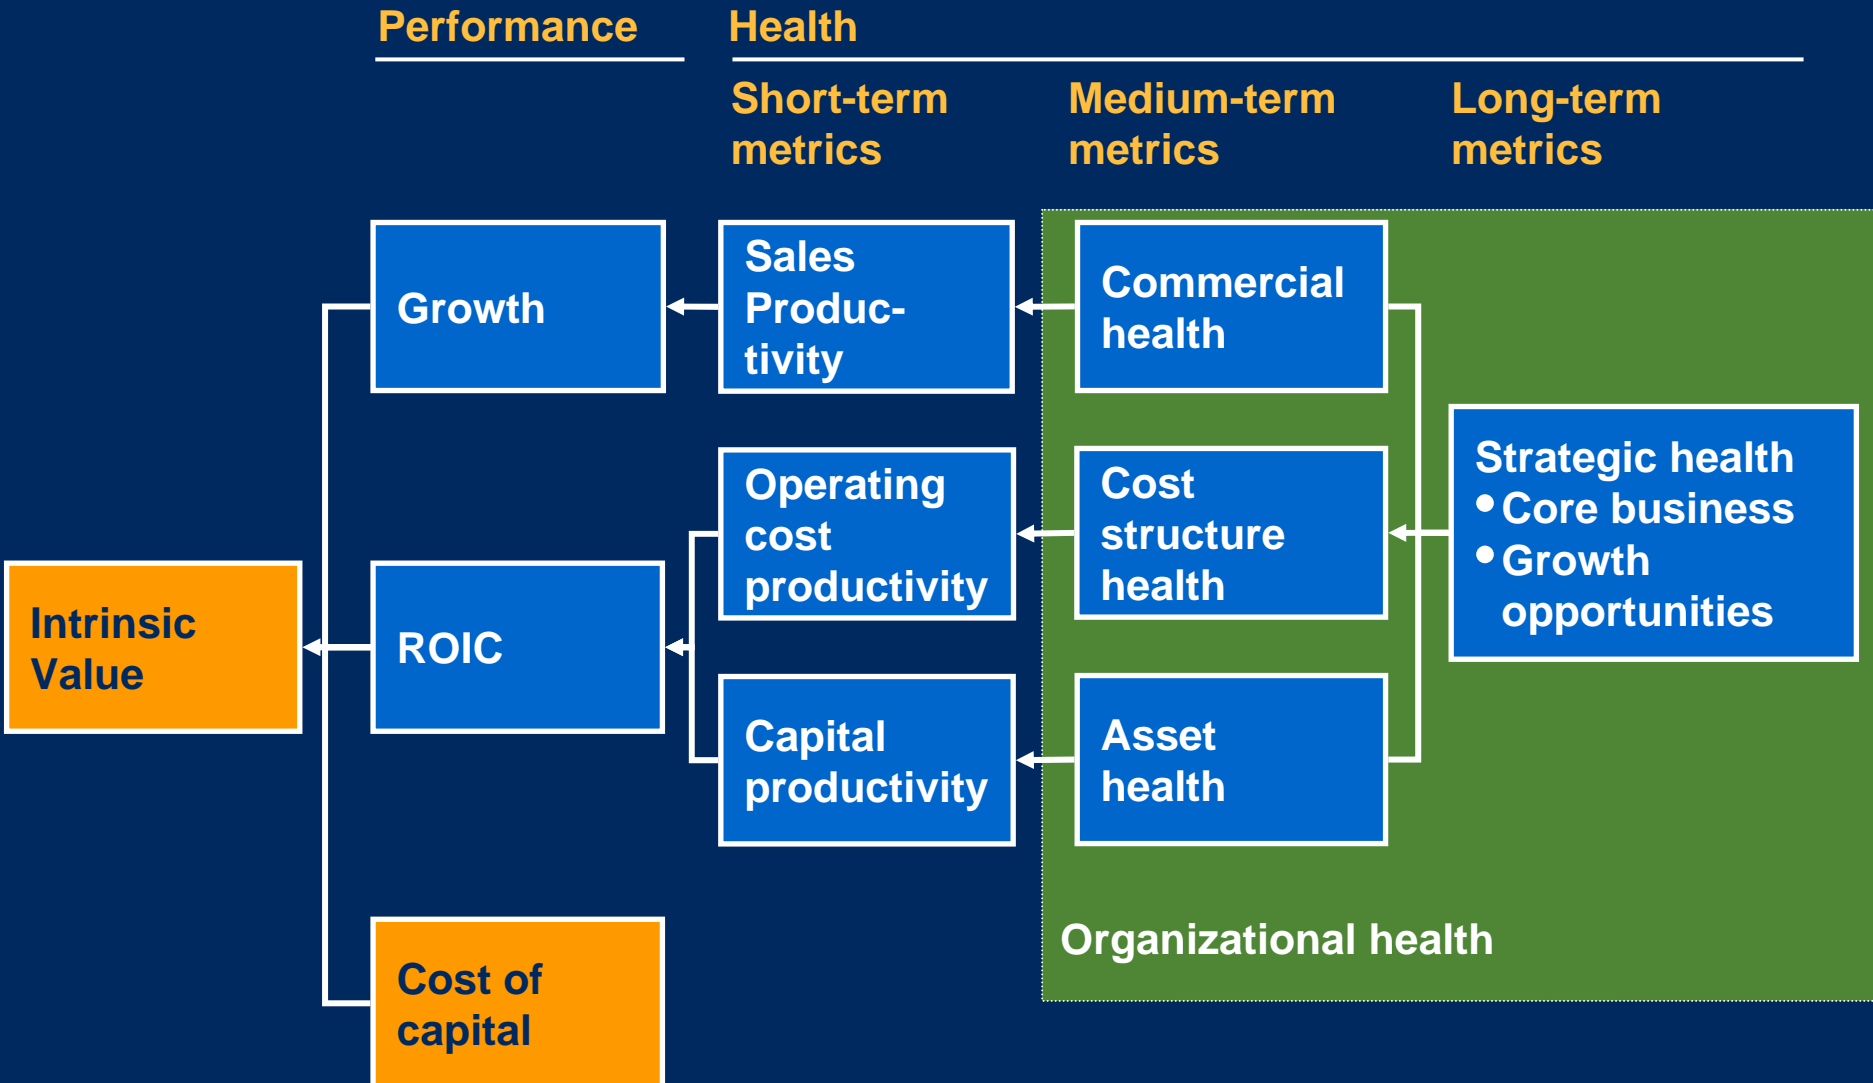 Performance
Health
Short-term
metrics
Medium-term
metrics
Long-term
metrics
Growth
Sales
Produc-
tivity
Commercial
health
Operating
cost
productivity
Cost
structure
health
Strategic health
•Core business
•Growth
opportunities
Intrinsic
Value
ROIC
Capital
productivity
Asset
health
Organizational health
Cost of
capital